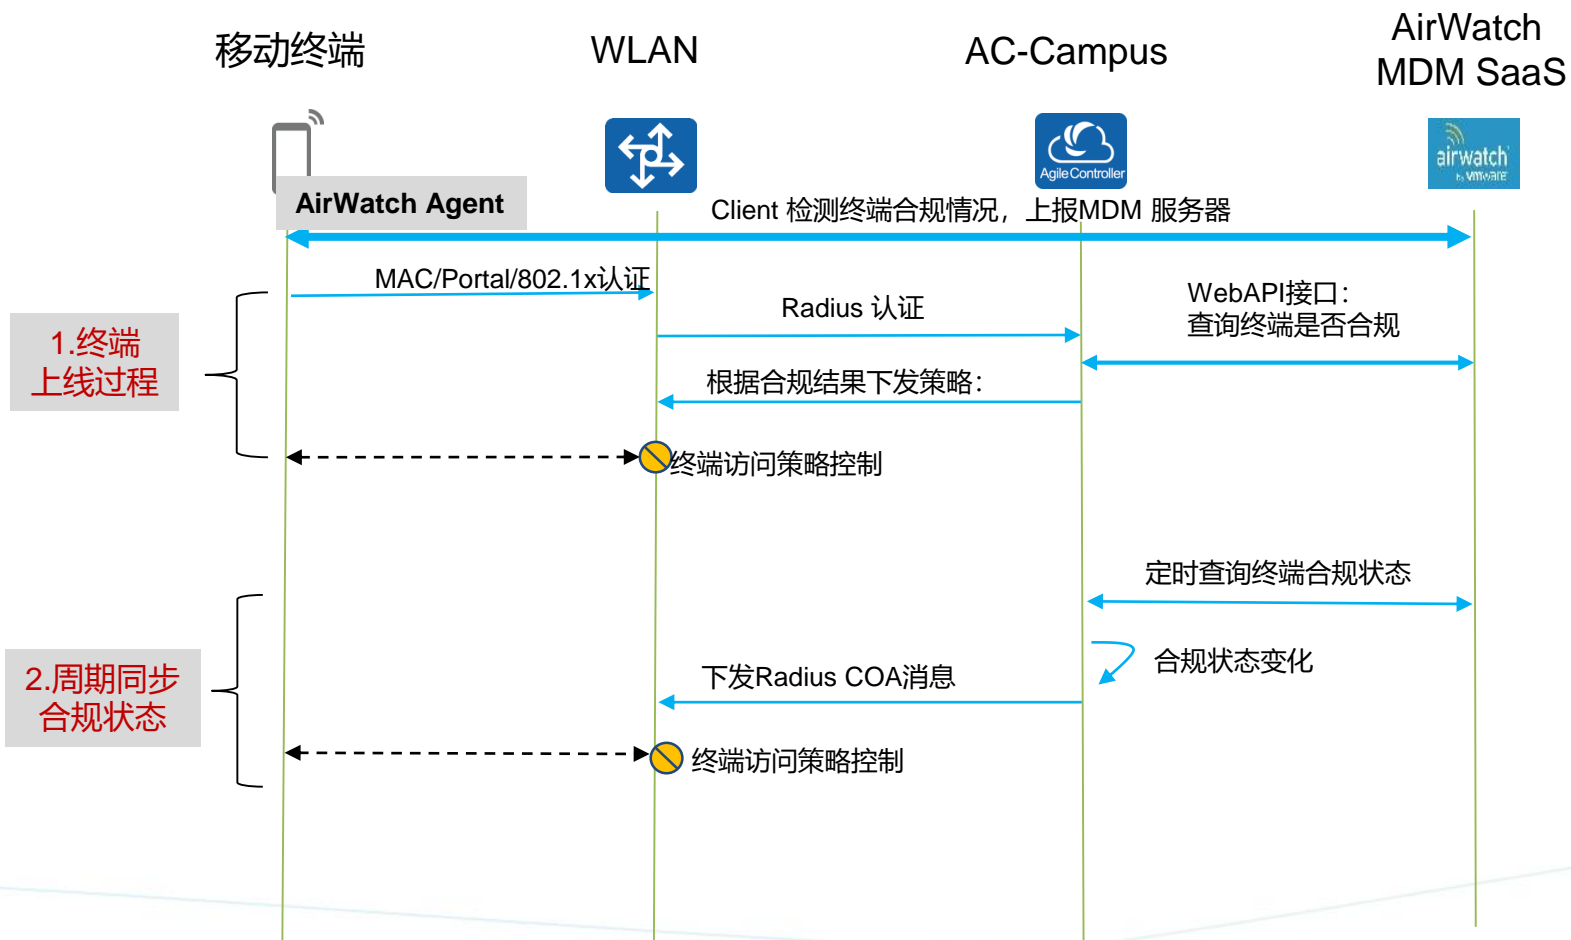 移动终端
WLAN
AC-Campus
AirWatch
MDM SaaS
Agile Controller
airwatch
by vmware
AirWatch Agent
Client 检测终端合规情况，上报MDM 服务器
MAC/Portal/802.1x认证
Radius 认证
WebAPI接口：
查询终端是否合规
1.终端
上线过程
根据合规结果下发策略：
终端访问策略控制
定时查询终端合规状态
合规状态变化
2.周期同步
合规状态
下发Radius COA消息
终端访问策略控制